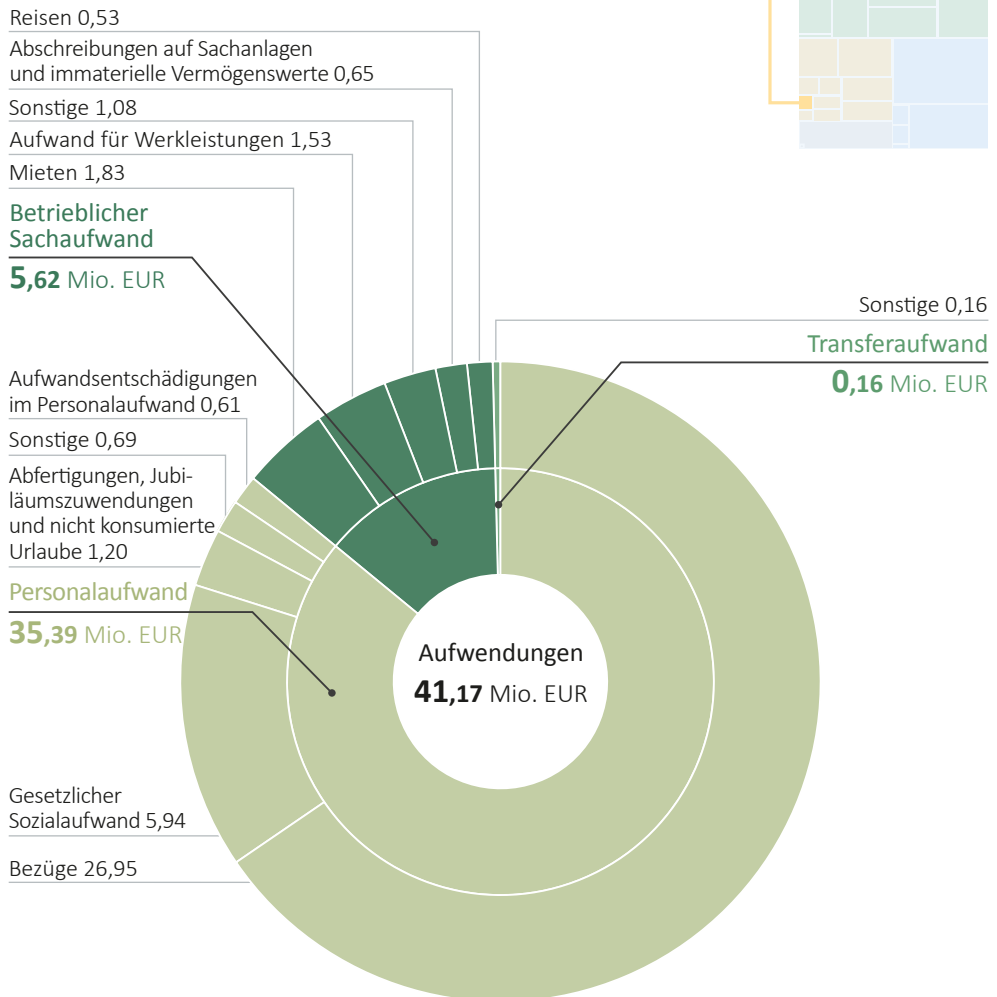 Reisen 0,53
Abschreibungen auf Sachanlagen
und immaterielle Vermögenswerte 0,65
Sonstige 1,08
Aufwand für Werkleistungen 1,53
Mieten 1,83
Betrieblicher
Sachaufwand
5,62 Mio. EUR
Sonstige 0,16
Transferaufwand
0,16 Mio. EUR
Aufwandsentschädigungen
im Personalaufwand 0,61
Sonstige 0,69
Abfertigungen, Jubi-
läumszuwendungen
und nicht konsumierte
Urlaube 1,20
Personalaufwand
35,39 Mio. EUR
Aufwendungen
41,17 Mio. EUR
Gesetzlicher
Sozialaufwand 5,94
Bezüge 26,95